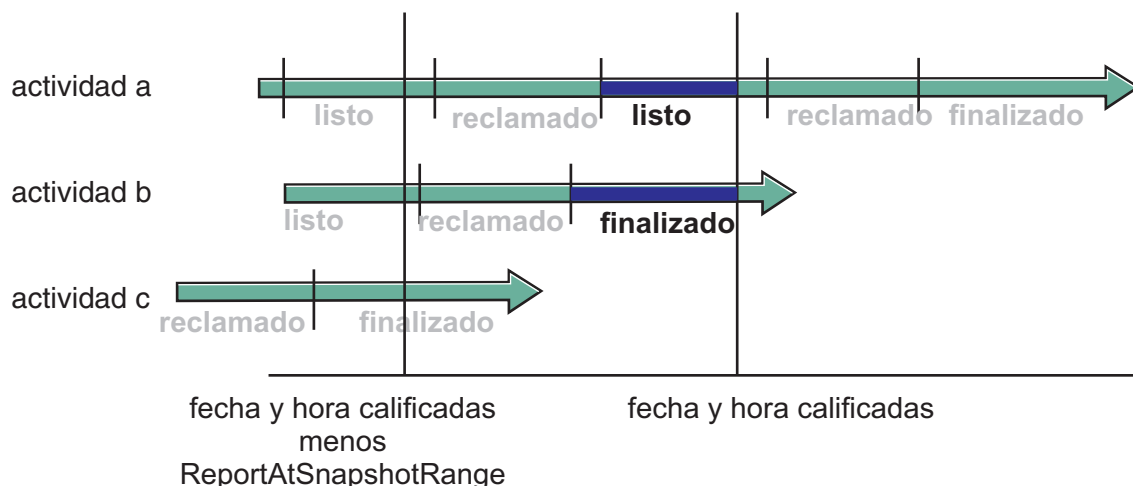 actividad a
listo reclamado listo reclamado finalizado
actividad b
listo reclamado finalizado
actividad c
reclamado finalizado
fecha y hora calificadas
menos
ReportAtSnapshotRange
fecha y hora calificadas